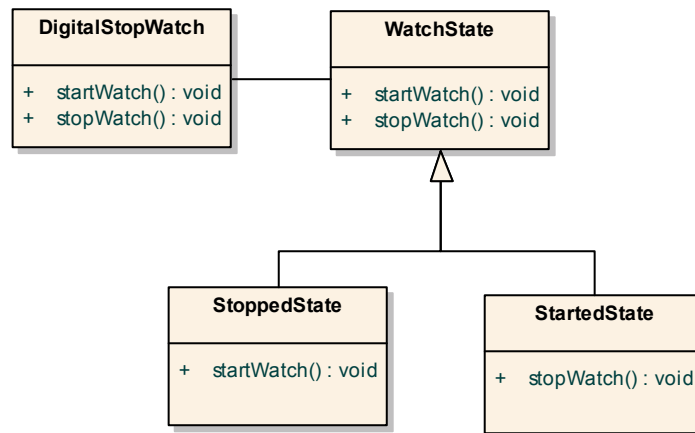 DigitalStopWatch
+ startWatch() : void
+ stopWatch() : void
WatchState
+ startWatch() : void
+ stopWatch() : void
StoppedState
+ startWatch() : void
StartedState
+ stopWatch() : void